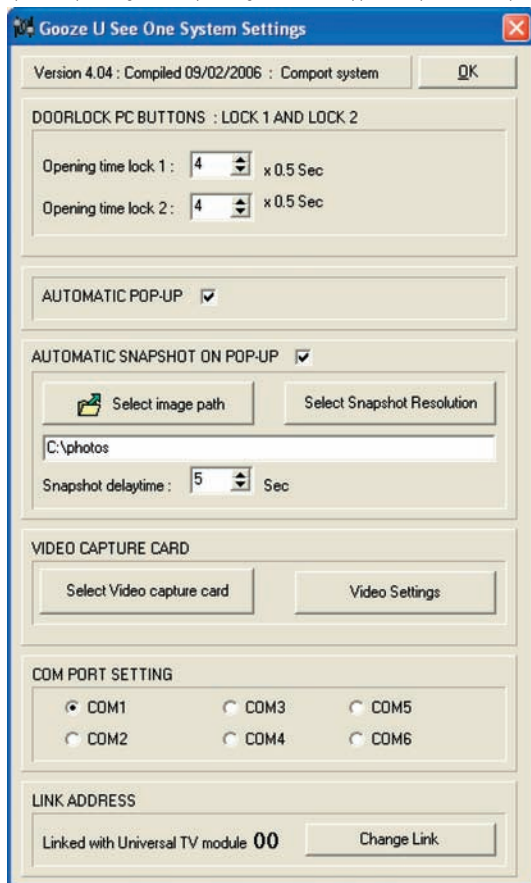 Gooze U See One System Settings
Version 4.04 : Compiled 09/02/2006 : Comport system
OK
DOORLOCK PC BUTTONS : LOCK 1 AND LOCK 2
Opening time lock 1 : 4 x 0.5 Sec
Opening time lock 2 : 4 x 0.5 Sec
AUTOMATIC POP-UP
AUTOMATIC SNAPSHOT ON POP-UP
Select image path
Select Snapshot Resolution
C:\photos
Snapshot delaytime : 5 Sec
VIDEO CAPTURE CARD
Select Video capture card
Video Settings
COM PORT SETTING
COM1 COM3 COM5
COM2 COM4 COM6
LINK ADDRESS
Linked with Universal TV module 00
Change Link